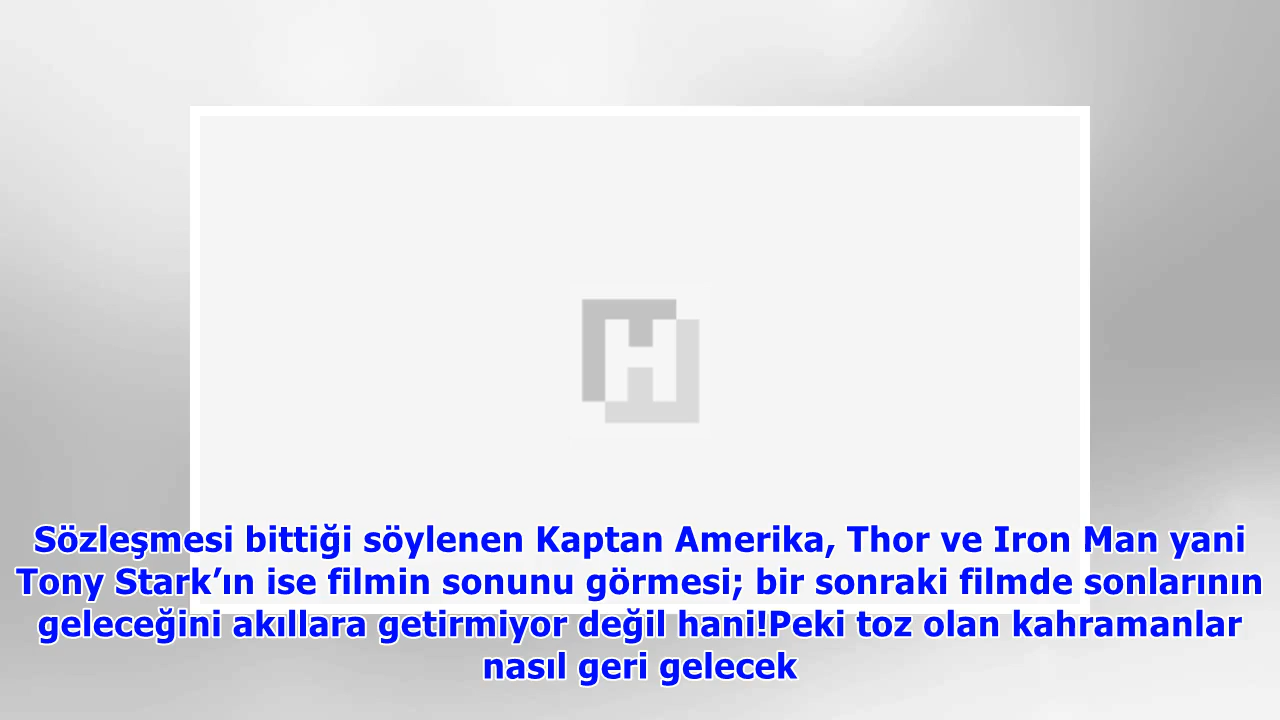 Sözleşmesi bittiği söylenen Kaptan Amerika, Thor ve Iron Man yani
Tony Stark’ın ise filmin sonunu görmesi; bir sonraki filmde sonlarının
geleceğini akıllara getirmiyor değil hani!Peki toz olan kahramanlar
nasıl geri gelecek